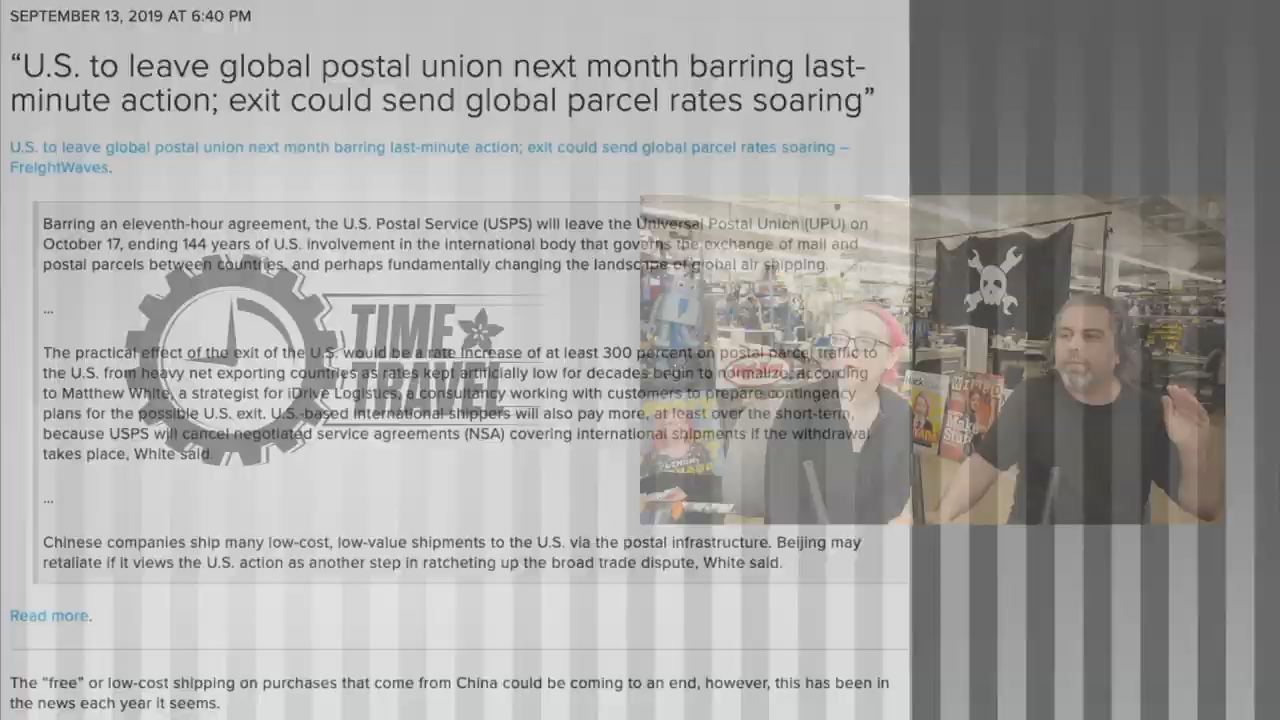 SEPTEMBER 13, 2019 AT 6:40 PM
“U.S. to leave global postal union next month barring last-
minute action; exit could send global parcel rates soaring”
U.S. to leave global postal union next month barring last-minute action; exit could send global parcel rates soaring –
FreightWaves.
Barring an eleventh-hour agreement, the U.S. Postal Service (USPS) will leave the Universal Postal Union (UPU) on
October 17, ending 144 years of U.S. involvement in the international body that governs the exchange of mail and
postal parcels between countries, and perhaps fundamentally changing the landscape of global air shipping.
...
The practical effect of the exit of the U.S. would be a rate increase of at least 300 percent on postal parcel traffic to
the U.S. from heavy net exporting countries as rates kept artificially low for decades begin to normalize, according
to Matthew White, a strategist for iDrive Logistics, a consultancy working with customers to prepare contingency
plans for the possible U.S. exit. U.S.-based international shippers will also pay more, at least over the short-term,
because USPS will cancel negotiated service agreements (NSA) covering international shipments if the withdrawal
takes place, White said.
...
Chinese companies ship many low-cost, low-value shipments to the U.S. via the postal infrastructure. Beijing may
retaliate if it views the U.S. action as another step in ratcheting up the broad trade dispute, White said.
Read more.
The “free” or low-cost shipping on purchases that come from China could be coming to an end, however, this has been in
the news each year it seems.
TIME
TRAVEL
WIRED
Make
Stuff